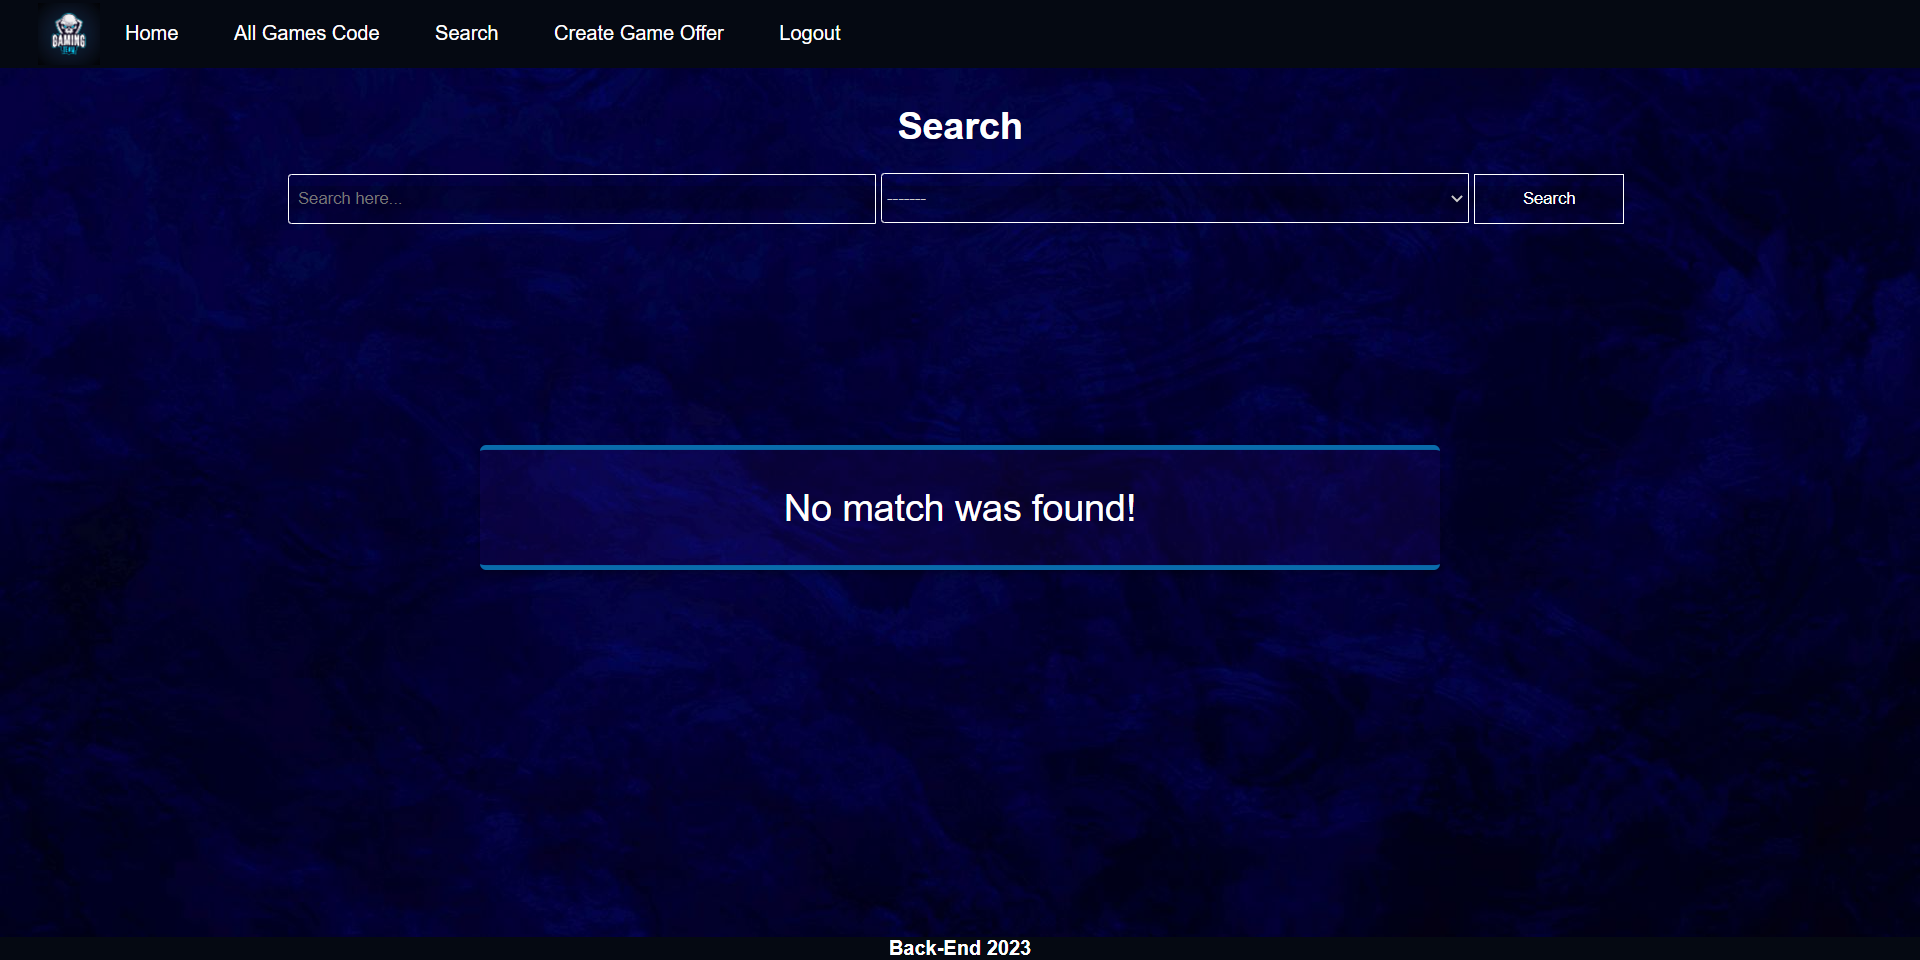 GAMING
Home
All Games Code
Search
Create Game Offer
Logout
Search
Search here...
-------
Search
No match was found!
Back-End 2023